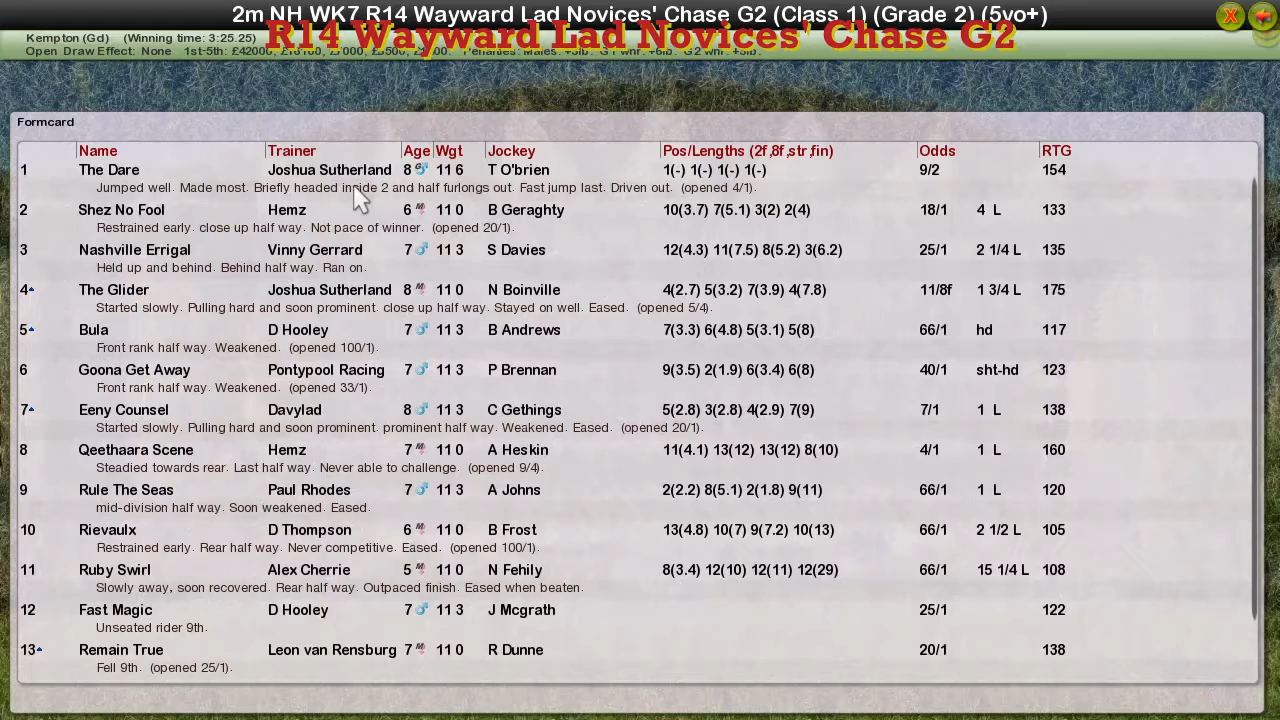 2m NH WK7 R14 Wayward Lad Novices' Chase G2 (Class 1) (Grade 2) (5yo+)
R14 Wayward Lad Novices' Chase G2
Kempton (Gd) (Winning time: 3:25.25)
Open Draw Effect: None 1st-5th: £42000,
Formcard
Name Trainer Age Wgt Jockey Pos/Lengths (2f,8f,str,fin) Odds RTG
1 The Dare Joshua Sutherland 8 11 6 T O'brien 1(-) 1(-) 1(-) 1(-) 9/2 154
Jumped well. Made most. Briefly headed inside 2 and half furlongs out. Fast jump last. Driven out. (opened 4/1).
2 Shez No Fool Hemz 6 11 0 B Geraghty 10(3.7) 7(5.1) 3(2) 2(4) 18/1 4 L 133
Restrained early. close up half way. Not pace of winner. (opened 20/1).
3 Nashville Errigal Vinny Gerrard 7 11 3 S Davies 12(4.3) 11(7.5) 8(5.2) 3(6.2) 25/1 2 1/4 L 135
Held up and behind. Behind half way. Ran on.
4 The Glider Joshua Sutherland 8 11 0 N Boinville 4(2.7) 5(3.2) 7(3.9) 4(7.8) 11/8f 1 3/4 L 175
Started slowly. Pulling hard and soon prominent. close up half way. Stayed on well. Eased. (opened 5/4).
5 Bula D Hooley 7 11 3 B Andrews 7(3.3) 6(4.8) 5(3.1) 5(8) 66/1 hd 117
Front rank half way. Weakened. (opened 100/1).
6 Goona Get Away Pontypool Racing 7 11 3 P Brennan 9(3.5) 2(1.9) 6(3.4) 6(8) 40/1 sht-hd 123
Front rank half way. Weakened. (opened 33/1).
7 Eeny Counsel Davylad 8 11 3 C Gethings 5(2.8) 3(2.8) 4(2.9) 7(9) 7/1 1 L 138
Started slowly. Pulling hard and soon prominent. prominent half way. Weakened. Eased. (opened 20/1).
8 Qeethaara Scene Hemz 7 11 0 A Heskin 11(4.1) 13(12) 13(12) 8(10) 4/1 1 L 160
Steadied towards rear. Last half way. Never able to challenge. (opened 9/4).
9 Rule The Seas Paul Rhodes 7 11 3 A Johns 2(2.2) 8(5.1) 2(1.8) 9(11) 66/1 1 L 120
mid-division half way. Soon weakened. Eased.
10 Rievaulx D Thompson 6 11 0 B Frost 13(4.8) 10(7) 9(7.2) 10(13) 66/1 2 1/2 L 105
Restrained early. Rear half way. Never competitive. Eased. (opened 100/1).
11 Ruby Swirl Alex Cherrie 5 11 0 N Fehily 8(3.4) 12(10) 12(11) 12(29) 66/1 15 1/4 L 108
Slowly away, soon recovered. Rear half way. Outpaced finish. Eased when beaten.
12 Fast Magic D Hooley 7 11 3 J Mcgrath 25/1 122
Unseated rider 9th.
13 Remain True Leon van Rensburg 7 11 0 R Dunne 20/1 138
Fell 9th. (opened 25/1).